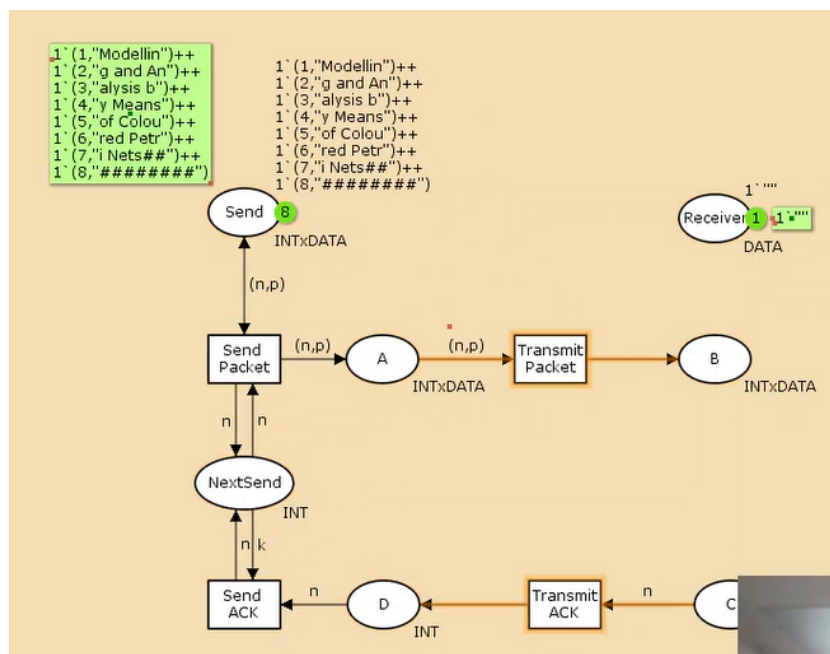 1`(1,"Modellin")++
1`(2,"g and An")++
1`(3,"alysis b")++
1`(4,"y Means")++
1`(5,"of Colou")++
1`(6,"red Petr")++
1`(7,"i Nets##")++
1`(8,"########")
1`(1,"Modellin")++
1`(2,"g and An")++
1`(3,"alysis b")++
1`(4,"y Means")++
1`(5,"of Colou")++
1`(6,"red Petr")++
1`(7,"i Nets##")++
1`(8,"########")
1`""
Send
8
Receiver
1
1`""
INTxDATA
DATA
(n,p)
Send
Packet
(n,p)
A
(n,p)
Transmit
Packet
B
INTxDATA
INTxDATA
n
n
NextSend
INT
n
k
Send
ACK
n
D
Transmit
ACK
n
C
INT